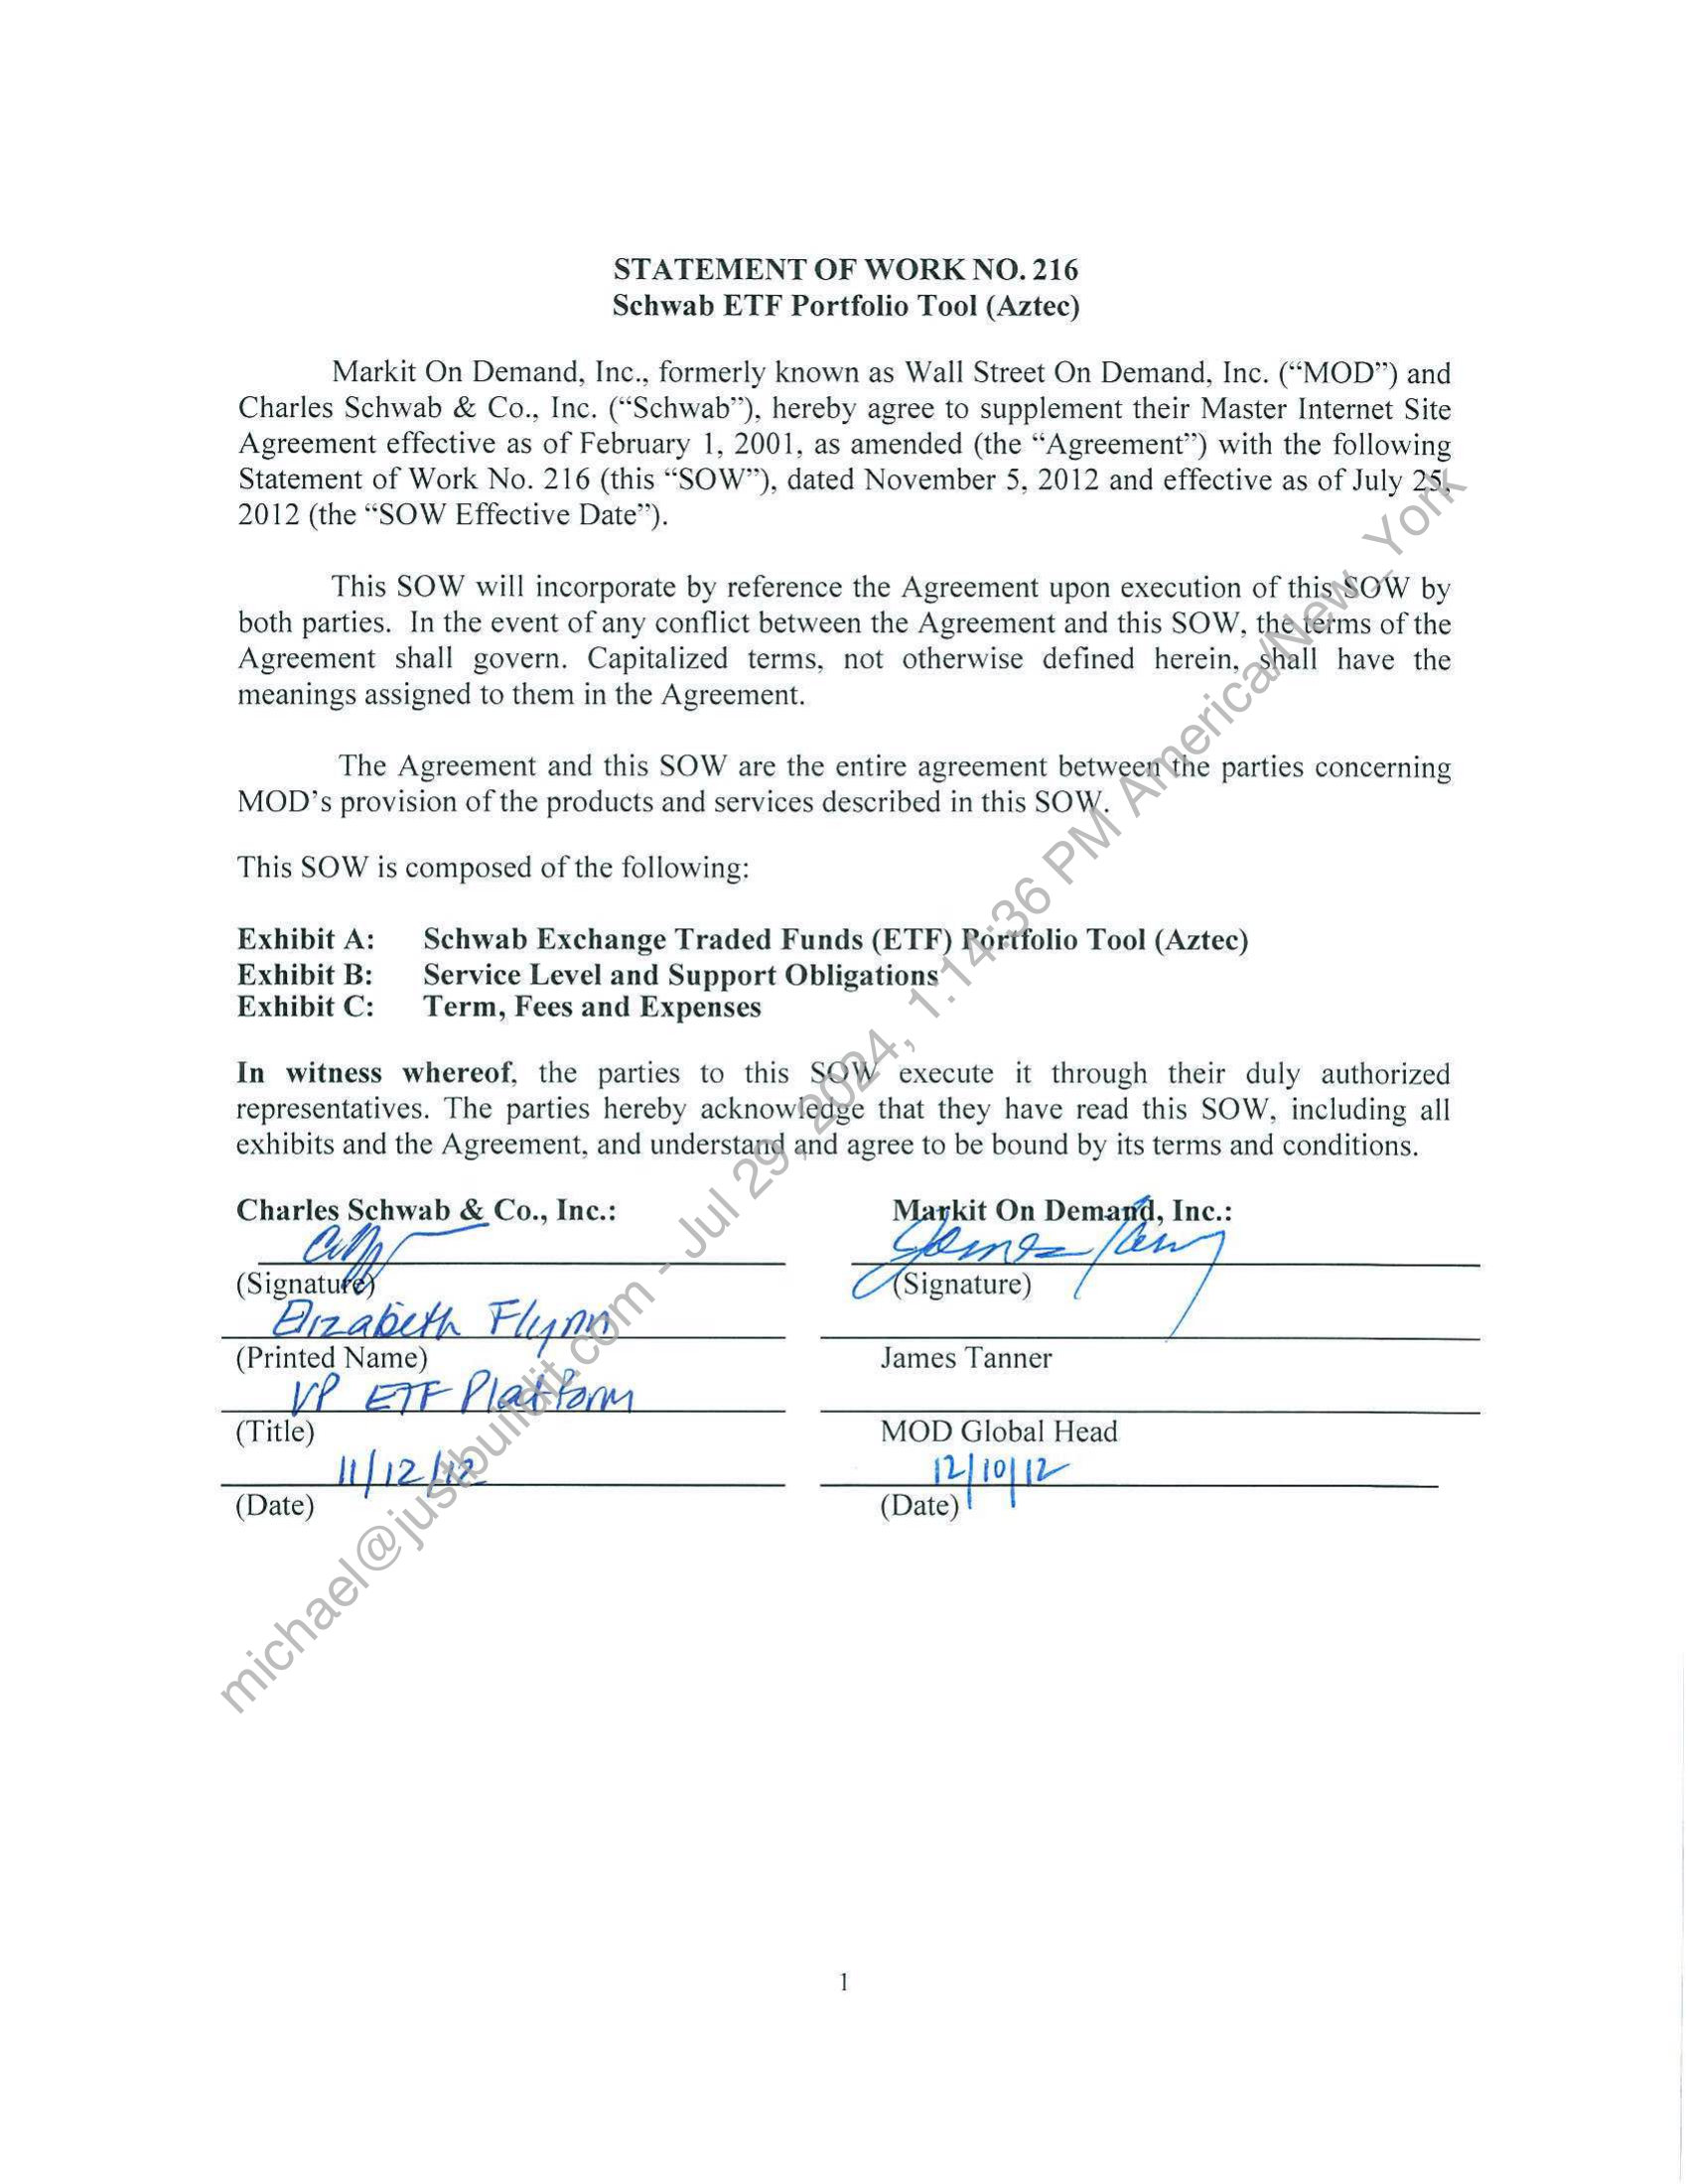 STATEMENT OF WORK NO. 216
Schwab ETF Portfolio Tool (Aztec)
Markit On Demand, Inc., formerly known as Wall Street On Demand, Inc. (“MOD”) and
Charles Schwab & Co., Inc. (“Schwab”), hereby agree to supplement their Master Internet Site
Agreement effective as of February 1, 2001, as amended (the “Agreement”) with the following
Statement of Work No. 216 (this “SOW”), dated November 5, 2012 and effective as of July 25,
2012 (the “SOW Effective Date”).
This SOW will incorporate by reference the Agreement upon execution of this SOW by
both parties. In the event of any conflict between the Agreement and this SOW, the terms of the
Agreement shall govern. Capitalized terms, not otherwise defined herein, shall have the
meanings assigned to them in the Agreement.
The Agreement and this SOW are the entire agreement between the parties concerning
MOD’s provision of the products and services described in this SOW.
This SOW is composed of the following:
Exhibit A: Schwab Exchange Traded Funds (ETF) Portfolio Tool (Aztec)
Exhibit B: Service Level and Support Obligations
Exhibit C: Term, Fees and Expenses
In witness whereof, the parties to this SOW execute it through their duly authorized
representatives. The parties hereby acknowledge that they have read this SOW, including all
exhibits and the Agreement, and understand and agree to be bound by its terms and conditions.
Charles Schwab & Co., Inc.: Markit On Demand, Inc.:
(Signature) (Signature)
Elizabeth Flynn
(Printed Name) James Tanner
VP ETF Platform
(Title) MOD Global Head
11/12/12 12/10/12
(Date) (Date)
michael@justbuildit.com - Jul 29, 2024, 1:14:36 PM America/New_York
1